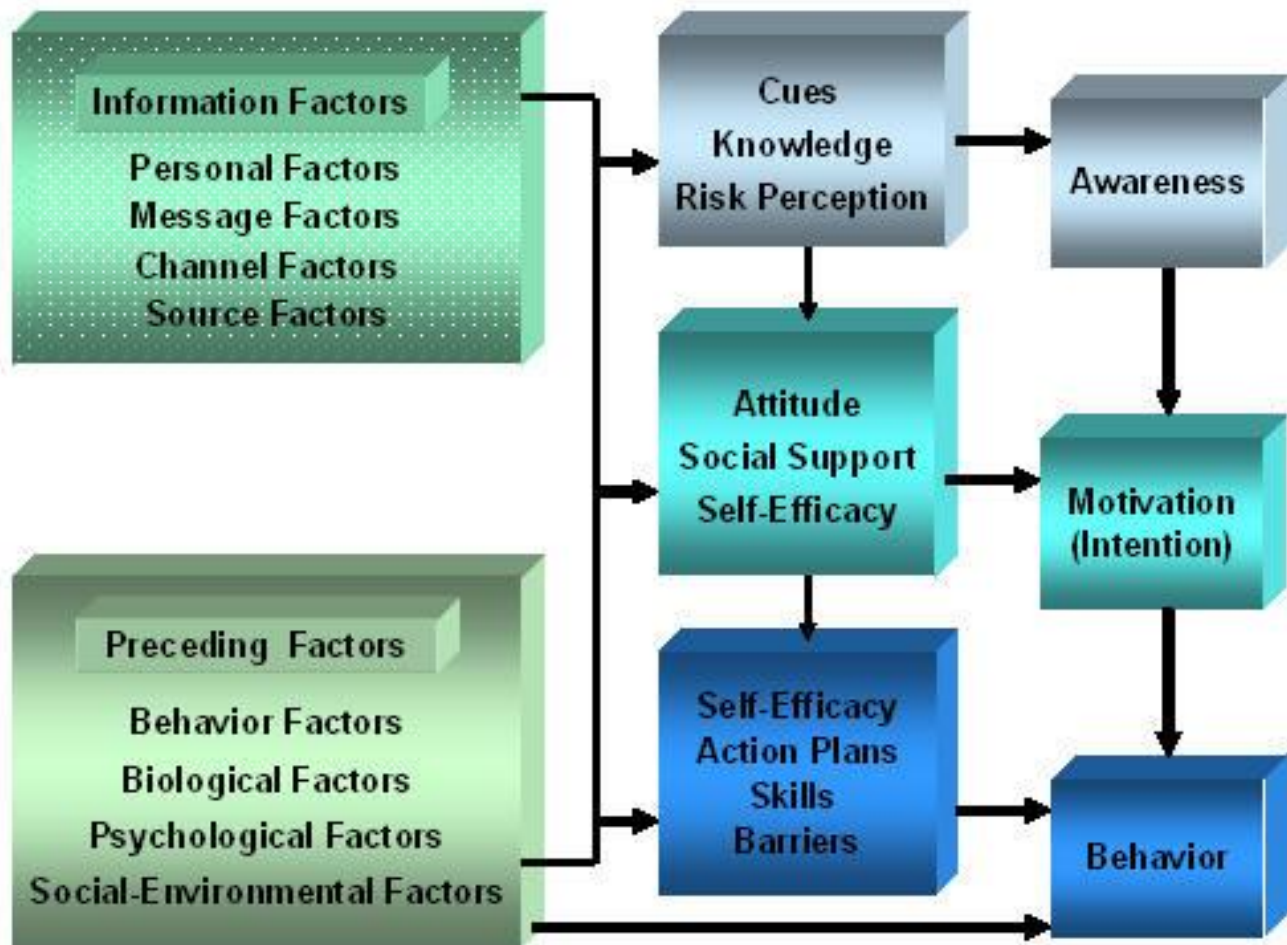 Information Factors
Personal Factors
Message Factors
Channel Factors
Source Factors
Preceding Factors
Behavior Factors
Biological Factors
Psychological Factors
Social-Environmental Factors
Cues
Knowledge
Risk Perception
Attitude
Social Support
Self-Efficacy
Self-Efficacy
Action Plans
Skills
Barriers
Awareness
Motivation
(Intention)
Behavior